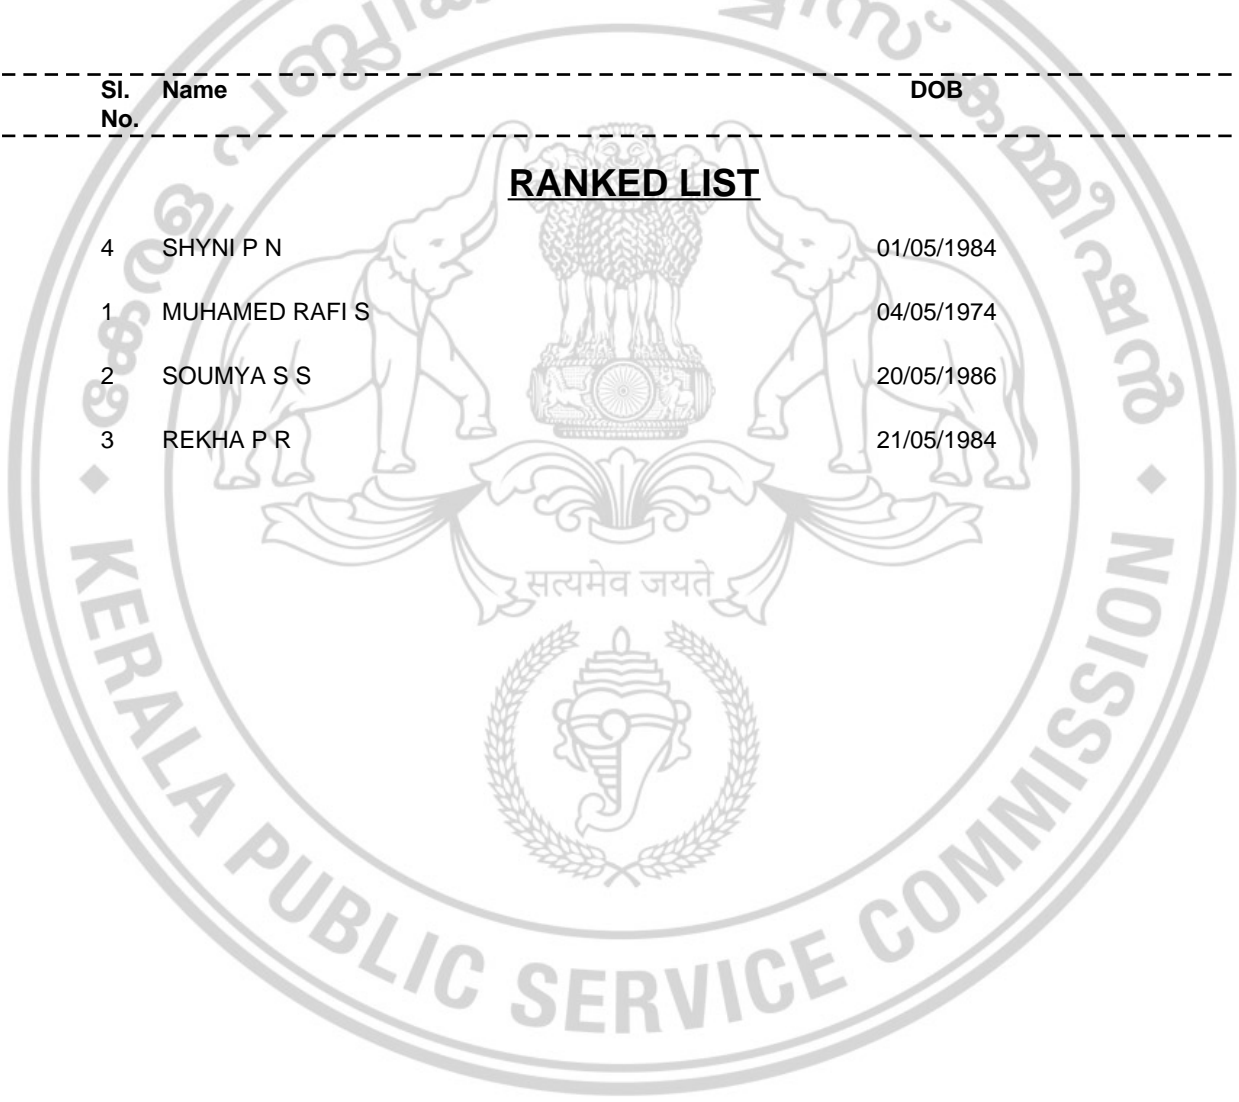 Sl. No. Name DOB
RANKED LIST
4 SHYNI P N 01/05/1984
1 MUHAMED RAFI S 04/05/1974
2 SOUMYA S S 20/05/1986
3 REKHA P R 21/05/1984
सत्यमेव जयते
KERALA PUBLIC SERVICE COMMISSION